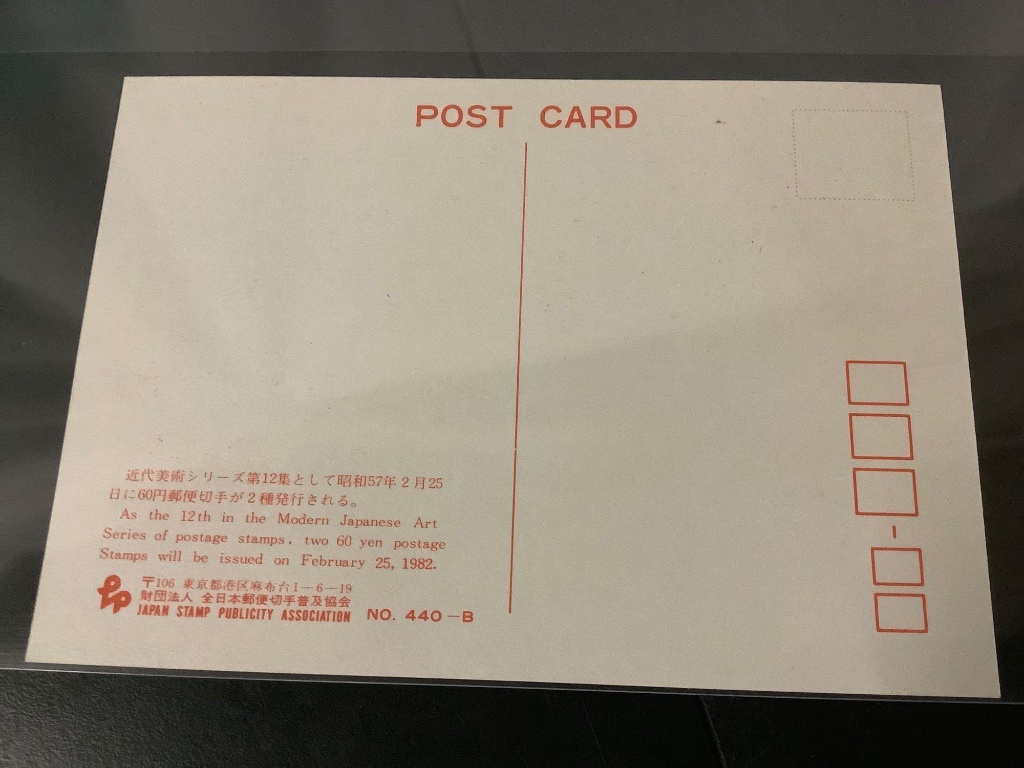 POST CARD
近代美術シリーズ第12集として昭和57年2月25
日に60円郵便切手が2種発行される。
As the 12th in the Modern Japanese Art
Series of postage stamps, two 60 yen postage
Stamps will be issued on February 25, 1982.
〒106 東京都港区麻布台1-6-19
財団法人 全日本郵便切手普及協会
JAPAN STAMP PUBLICITY ASSOCIATION NO. 440-B